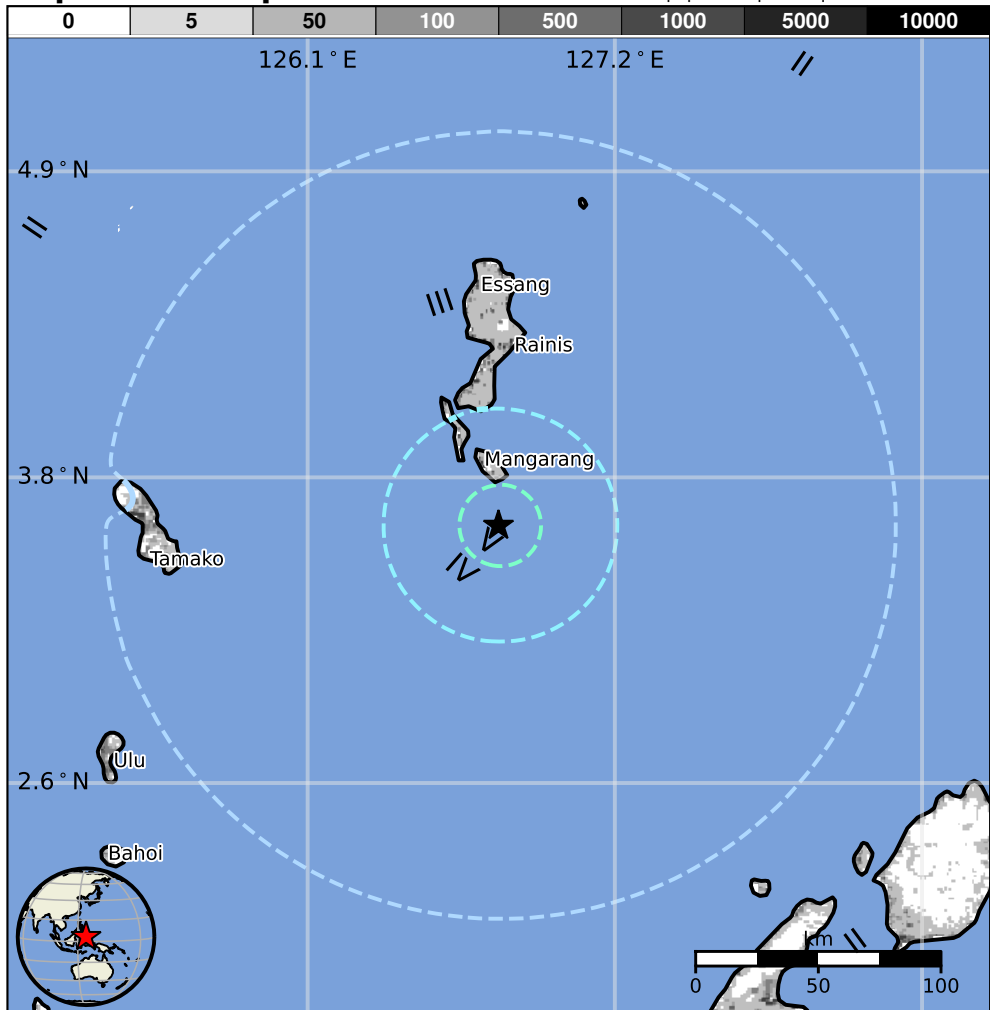 0 5 50 100 500 1000 5000 10000
126.1°E 127.2°E
4.9°N
Essang
Rainis
Mangarang
3.8°N
Tamako
2.6°N
Ulu
Bahoi
km
0 50 100